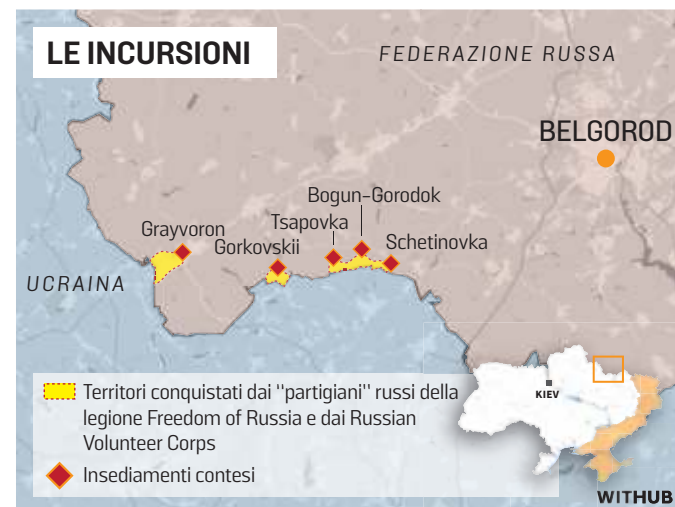 LE INCURSIONI
FEDERAZIONE RUSSA
BELGOROD
Bogun-Gorodok
Tsapovka
Grayvoron
Gorkovskii
Schetinovka
UCRAINA
Territori conquistati dai "partigiani" russi della
legione Freedom of Russia e dai Russian
Volunteer Corps
Insediamenti contesi
KIEV
WITHUB